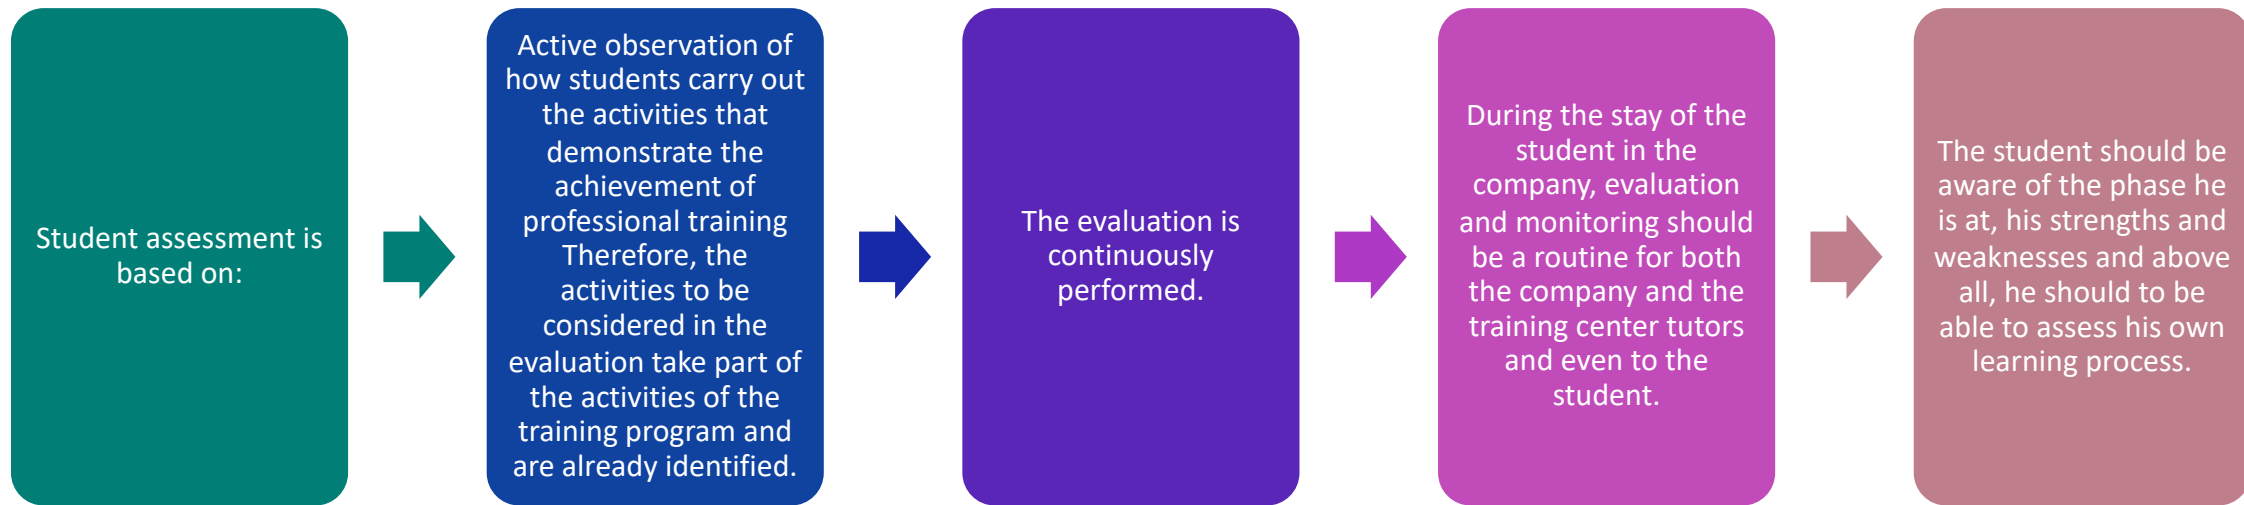 Student assessment is
based on:
Active observation of
how students carry out
the activities that
demonstrate the
achievement of
professional training
Therefore, the
activities to be
considered in the
evaluation take part of
the activities of the
training program and
are already identified.
The evaluation is
continuously
performed.
During the stay of the
student in the
company, evaluation
and monitoring should
be a routine for both
the company and the
training center tutors
and even to the
student.
The student should be
aware of the phase he
is at, his strengths and
weaknesses and above
all, he should to be
able to assess his own
learning process.